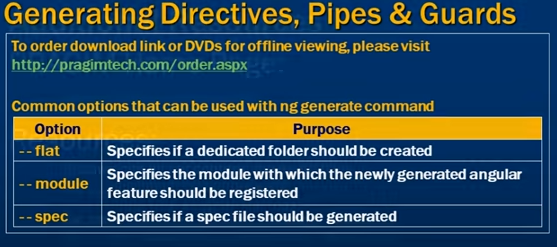 Generating Directives, Pipes & Guards
To order download link or DVDs for offline viewing, please visit
http://pragimtech.com/order.aspx
Common options that can be used with ng generate command
Option Purpose
--flat Specifies if a dedicated folder should be created
--module Specifies the module with which the newly generated angular
feature should be registered
--spec Specifies if a spec file should be generated